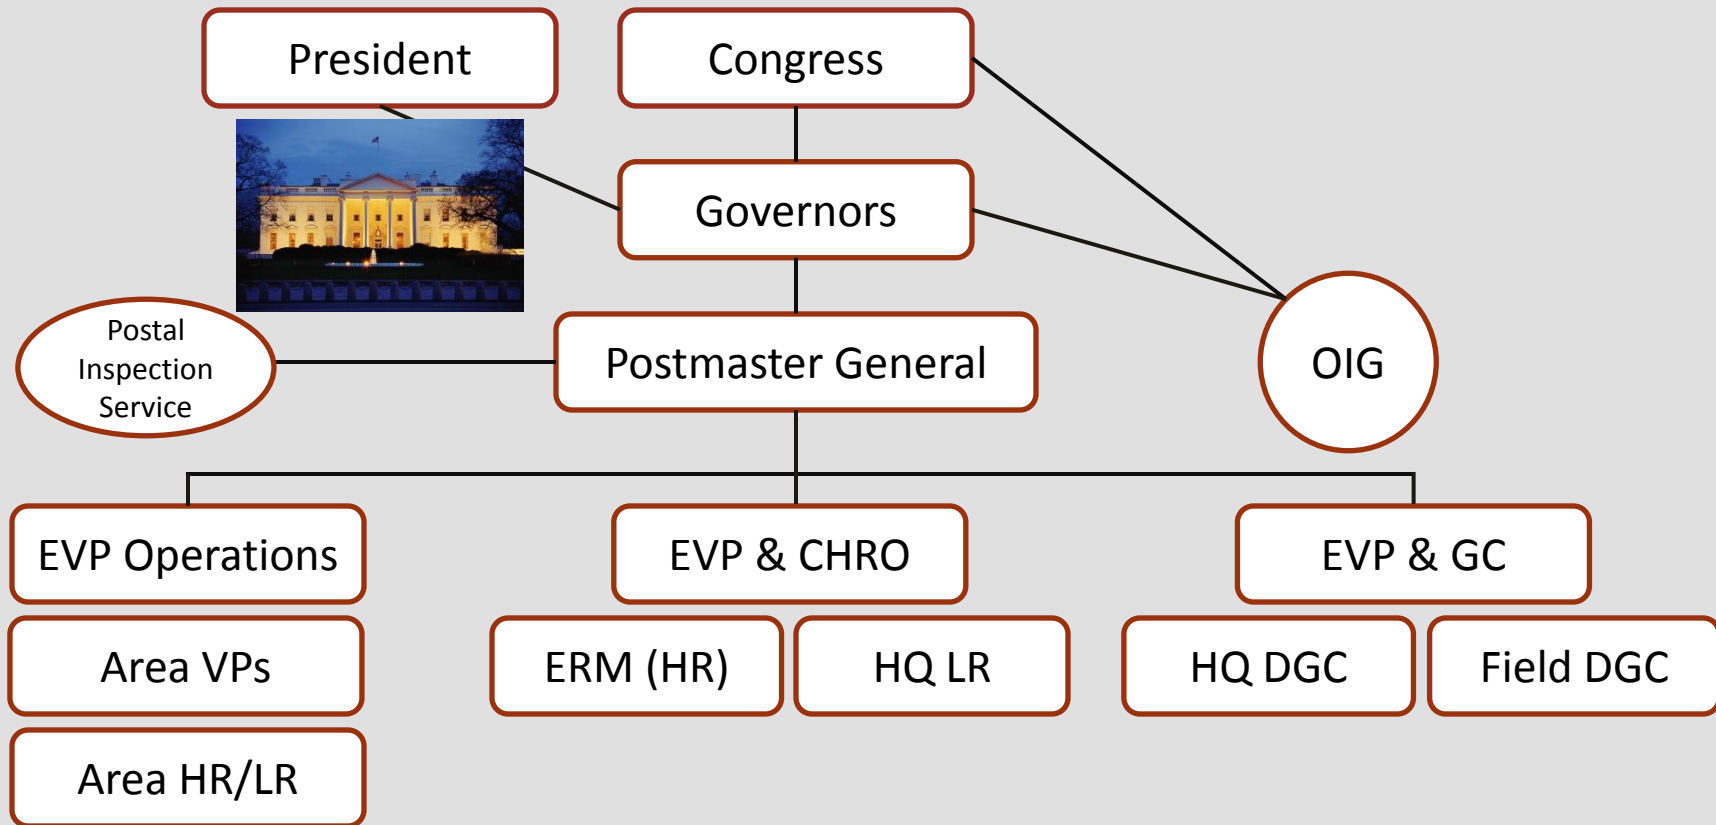 President
Congress
Governors
Postal
Inspection
Service
Postmaster General
OIG
EVP Operations
EVP & CHRO
EVP & GC
Area VPs
ERM (HR)
HQ LR
HQ DGC
Field DGC
Area HR/LR